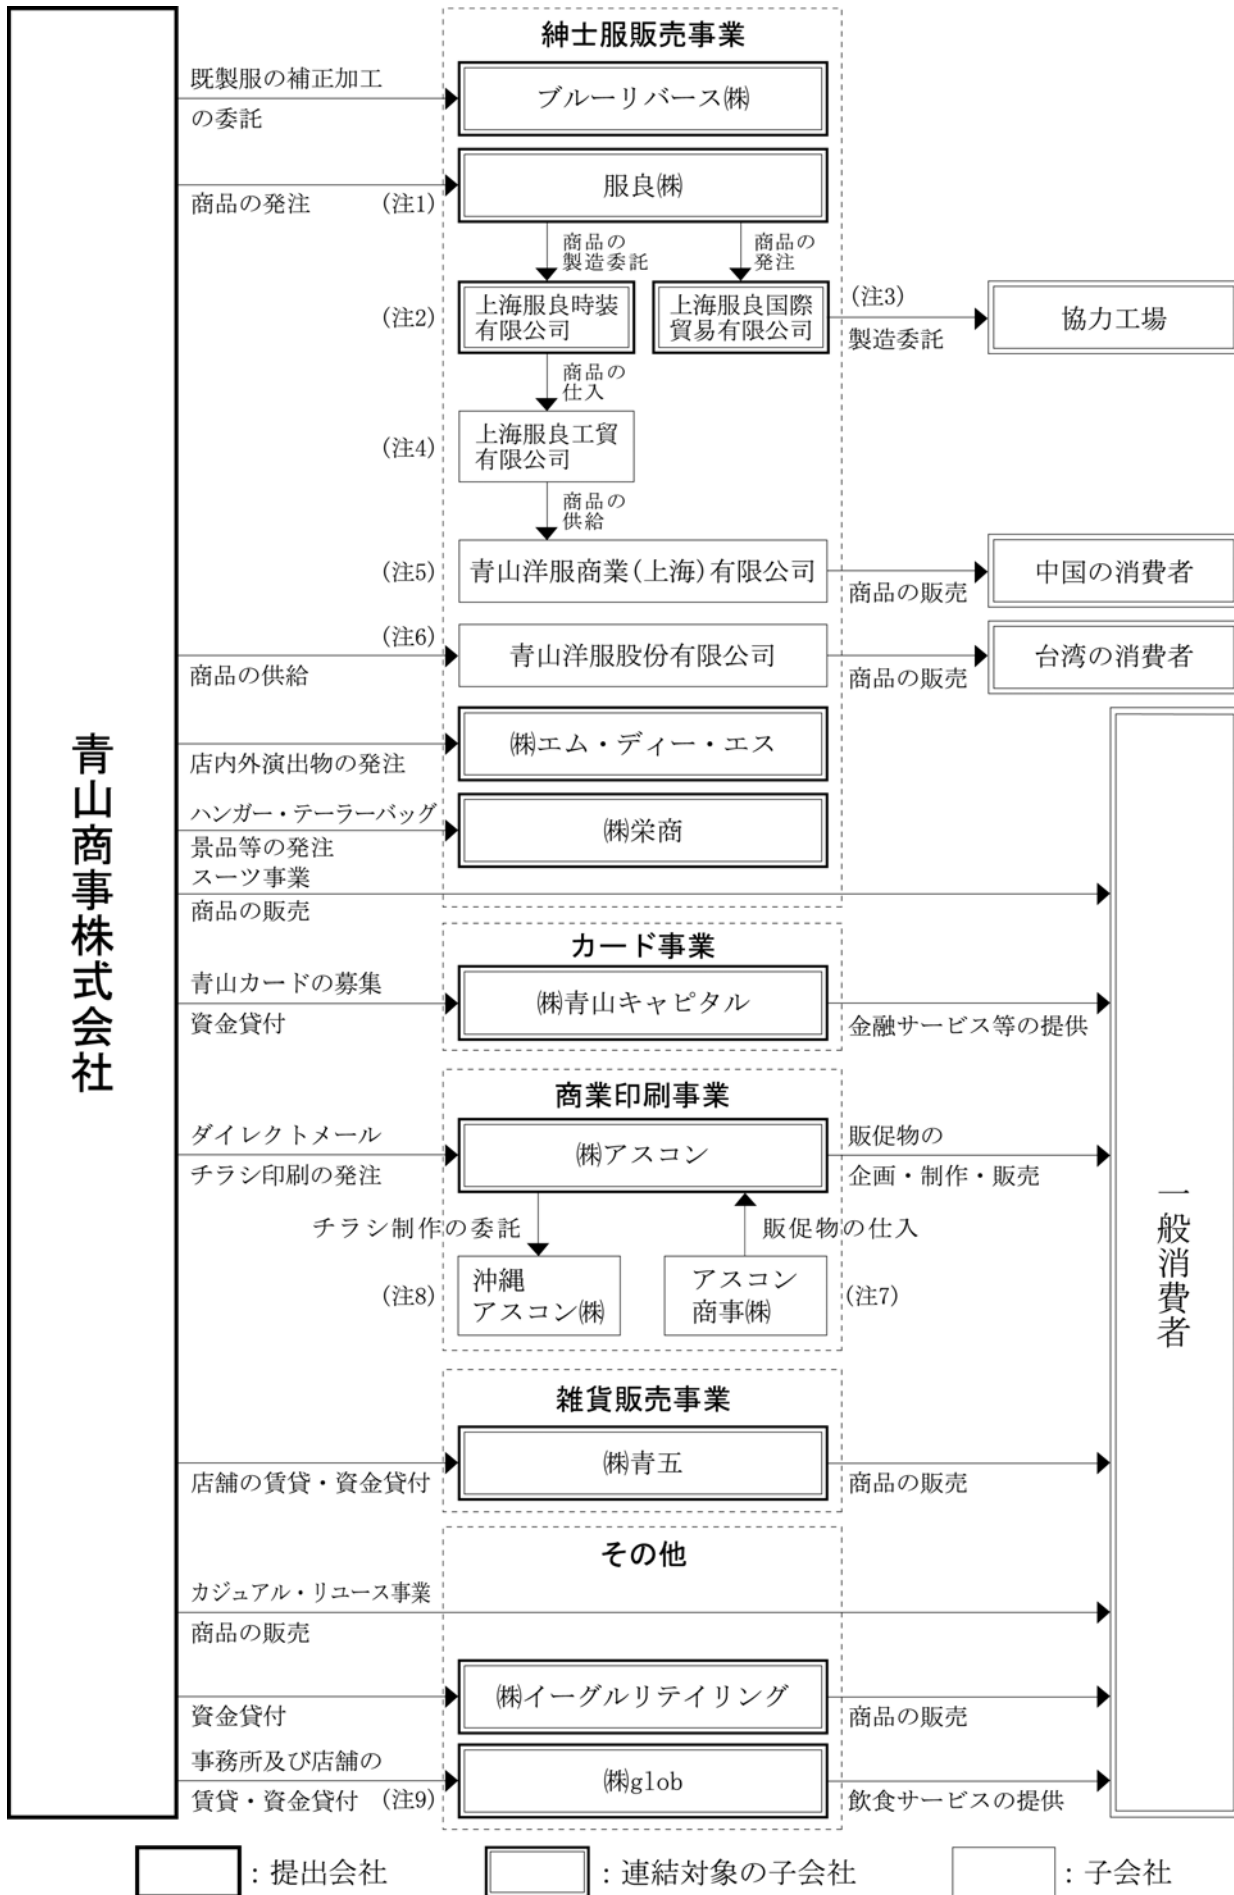 青山商事株式会社
紳士服販売事業
既製服の補正加工
の委託
ブルーリバース㈱
商品の発注 (注1)
服良㈱
商品の
製造委託
商品の
発注
(注2)
上海服良時装
有限公司
上海服良国際
貿易有限公司
(注3)
製造委託
協力工場
商品の
仕入
(注4)
上海服良工貿
有限公司
商品の
供給
(注5)
青山洋服商業(上海)有限公司
商品の販売
中国の消費者
(注6)
商品の供給
青山洋服股份有限公司
商品の販売
台湾の消費者
店内外演出物の発注
㈱エム・ディー・エス
ハンガー・テーラーバッグ
景品等の発注
㈱栄商
スーツ事業
商品の販売
カード事業
青山カードの募集
資金貸付
㈱青山キャピタル
金融サービス等の提供
商業印刷事業
ダイレクトメール
チラシ印刷の発注
㈱アスコン
販促物の
企画・制作・販売
チラシ制作の委託
販促物の仕入
(注8)
沖縄
アスコン㈱
アスコン
商事㈱
(注7)
一般消費者
雑貨販売事業
店舗の賃貸・資金貸付
㈱青五
商品の販売
その他
カジュアル・リユース事業
商品の販売
資金貸付
㈱イーグルリテイリング
商品の販売
事務所及び店舗の
賃貸・資金貸付 (注9)
㈱glob
飲食サービスの提供
：提出会社
：連結対象の子会社
：子会社